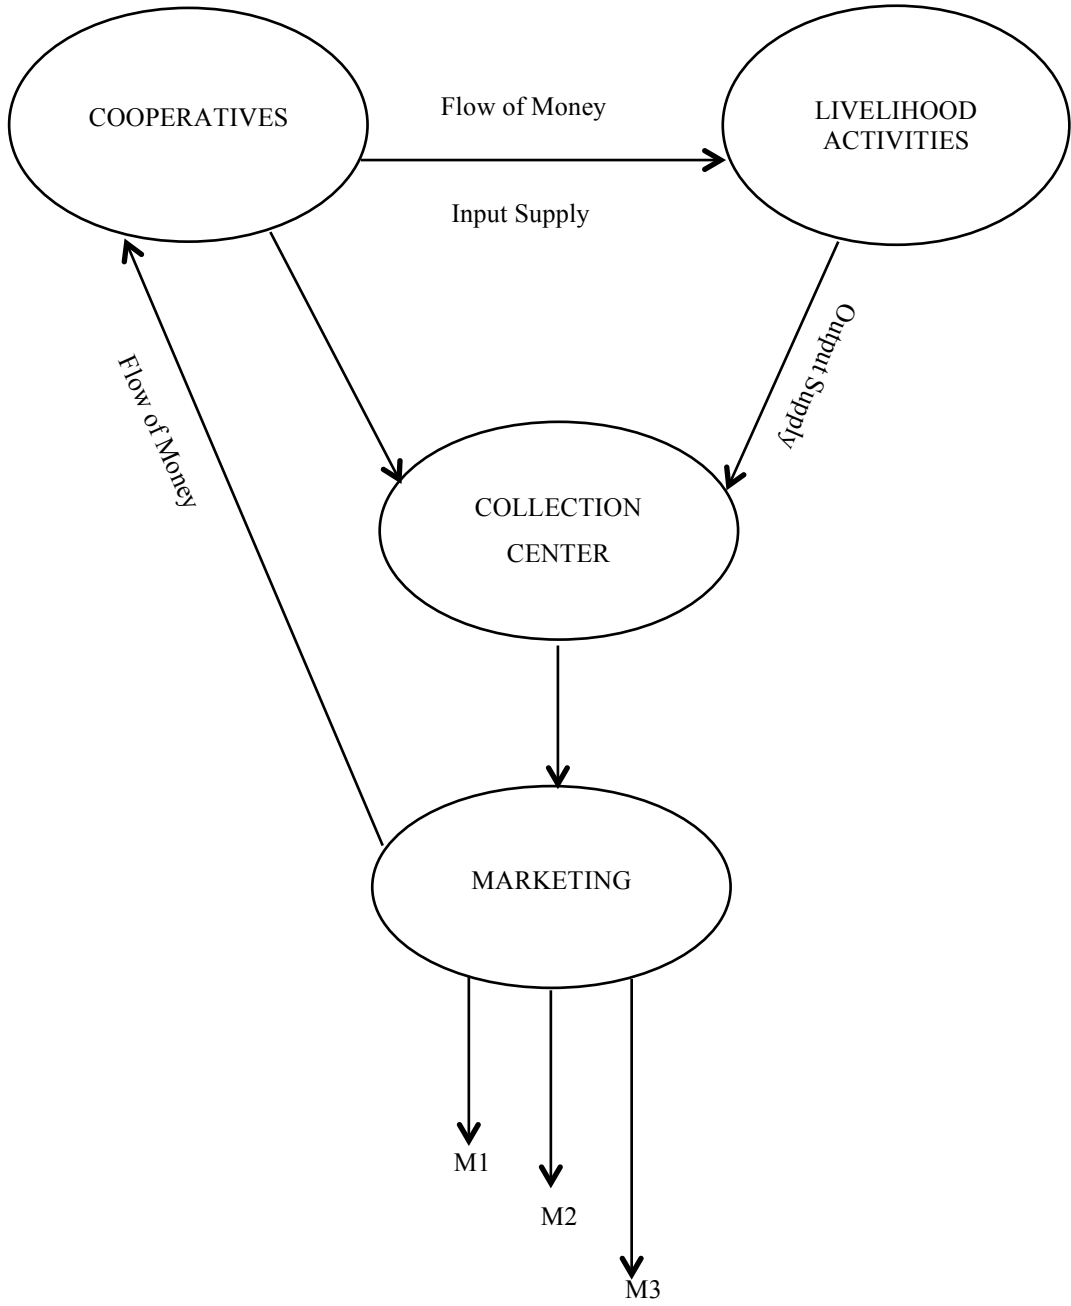 COOPERATIVES
Flow of Money
LIVELIHOOD
ACTIVITIES
Input Supply
Output Supply
Flow of Money
COLLECTION
CENTER
MARKETING
M1
M2
M3